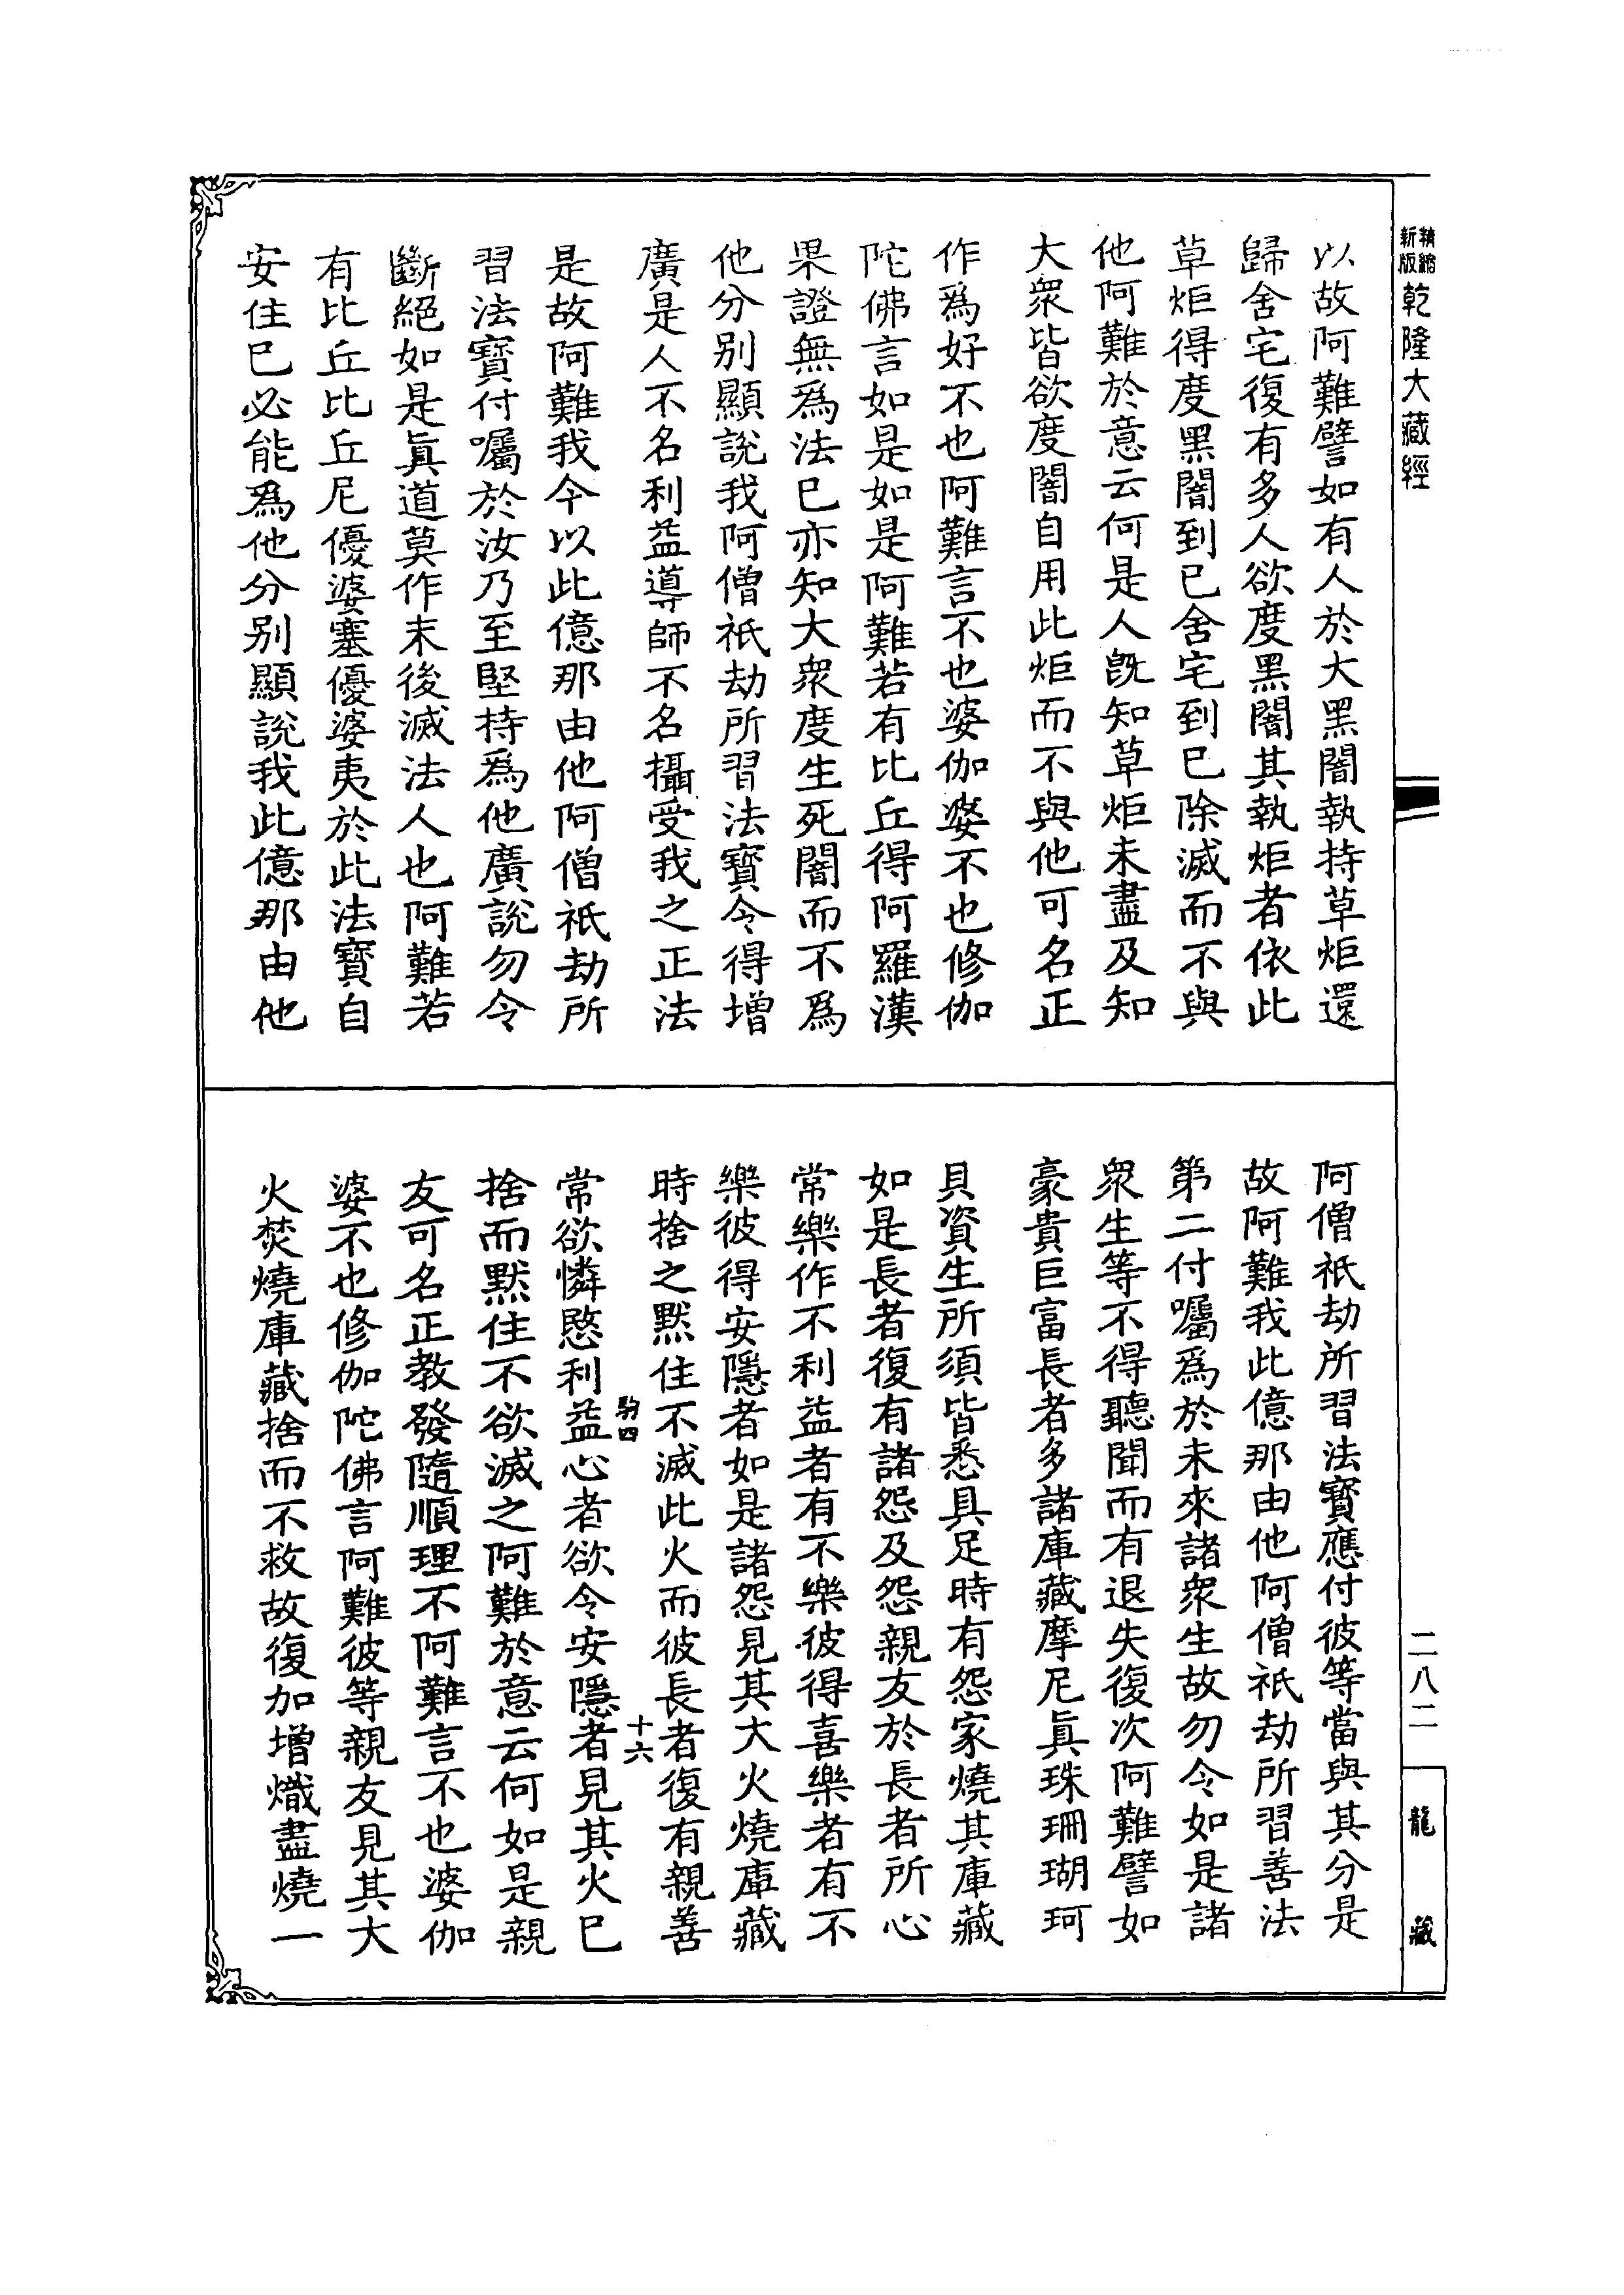 精縮新版乾隆大藏經
以故阿難譬如有人於大黑闇執持草炬還
歸舍宅復有多人欲度黑闇其執炬者依此
草炬得度黑闇到已舍宅到已除滅而不與
他阿難於意云何是人旣知草炬未盡及知
大衆皆欲度闇自用此炬而不與他可名正
作爲好不也阿難言不也婆伽婆不也修伽
陀佛言如是如是阿難若有比丘得阿羅漢
果證無爲法已亦知大衆度生死闇而不爲
他分別顯說我阿僧祇劫所習法寶令得增
廣是人不名利益導師不名攝受我之正法
是故阿難我今以此億那由他阿僧祇劫所
習法寶付囑於汝乃至堅持爲他廣說勿令
斷絕如是眞道莫作末後滅法人也阿難若
有比丘比丘尼優婆塞優婆夷於此法寶自
安住已必能爲他分別顯說我此億那由他
阿僧祇劫所習法寶應付彼等當與其分是
故阿難我此億那由他阿僧祇劫所習善法
第二付囑爲於未來諸衆生故勿令如是諸
衆生等不得聽聞而有退失復次阿難譬如
豪貴巨富長者多諸庫藏摩尼眞珠珊瑚珂
貝資生所須皆悉具足時有怨家燒其庫藏
如是長者復有諸怨及怨親友於長者所心
常樂作不利益者有不樂彼得喜樂者有不
樂彼得安隱者如是諸怨見其大火燒庫藏
時捨之默住不滅此火而彼長者復有親善
駒四
十六
常欲憐愍利益心者欲令安隱者見其火已
捨而默住不欲滅之阿難於意云何如是親
友可名正教發隨順理不阿難言不也婆伽
婆不也修伽陀佛言阿難彼等親友見其大
火焚燒庫藏捨而不救故復加增熾盡燒一
二八二
龍藏